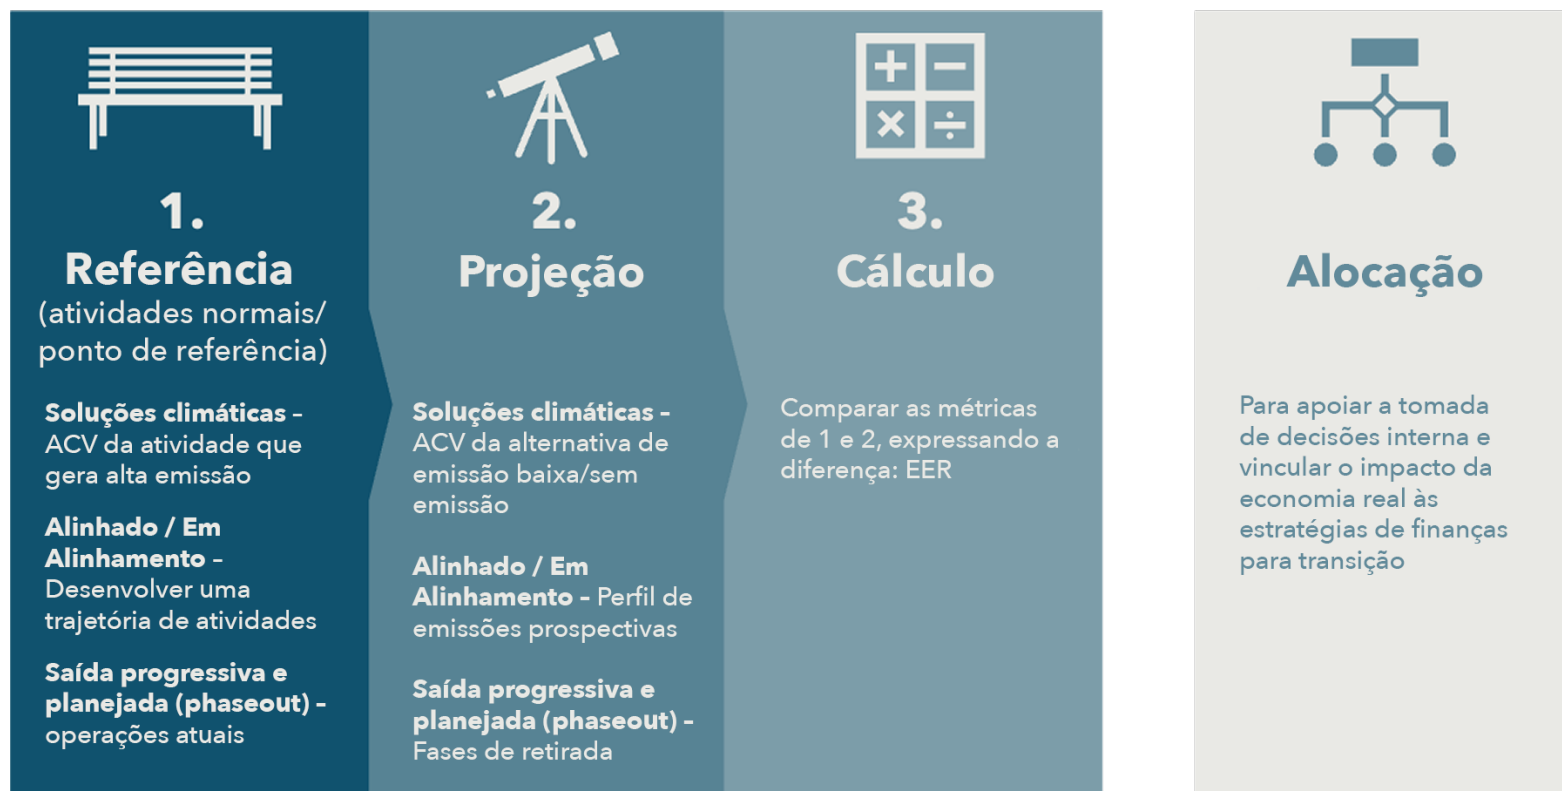 1.
Referência
(atividades normais/
ponto de referência)
Soluções climáticas –
ACV da atividade que
gera alta emissão
Alinhado / Em
Alinhamento –
Desenvolver uma
trajetória de atividades
Saída progressiva e
planejada (phaseout) –
operações atuais
2.
Projeção
Soluções climáticas –
ACV da alternativa de
emissão baixa/sem
emissão
Alinhado / Em
Alinhamento – Perfil de
emissões prospectivas
Saída progressiva e
planejada (phaseout) –
Fases de retirada
3.
Cálculo
Comparar as métricas
de 1 e 2, expressando a
diferença: EER
Alocação
Para apoiar a tomada
de decisões interna e
vincular o impacto da
economia real às
estratégias de finanças
para transição